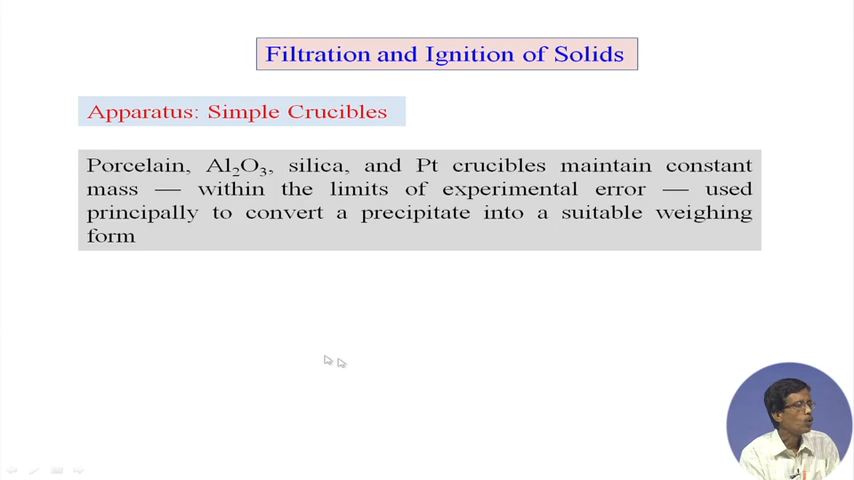 Filtration and Ignition of Solids
Apparatus: Simple Crucibles
Porcelain, Al₂O₃, silica, and Pt crucibles maintain constant
mass — within the limits of experimental error — used
principally to convert a precipitate into a suitable weighing
form